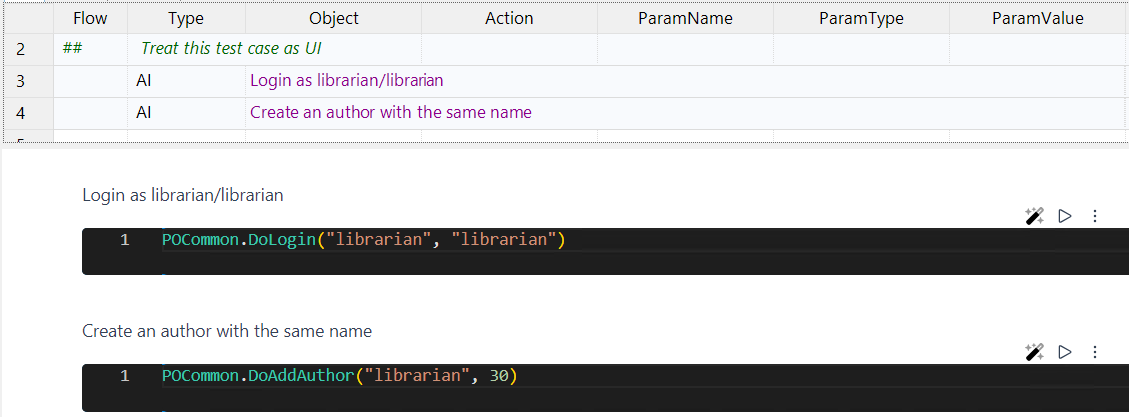 Flow Type Object Action ParamName ParamType ParamValue
2 ## Treat this test case as UI
3 AI Login as librarian/librarian
4 AI Create an author with the same name
Login as librarian/librarian
1 POCommon.DoLogin("librarian", "librarian")
Create an author with the same name
1 POCommon.DoAddAuthor("librarian", 30)